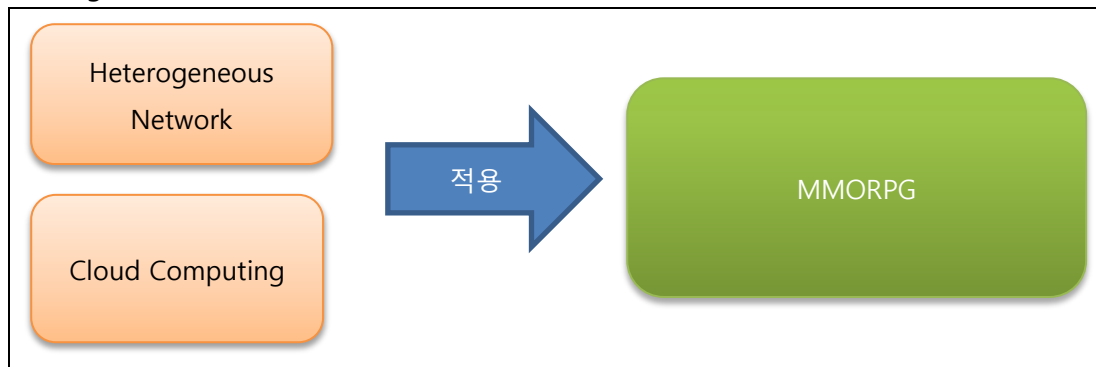 Heterogeneous
Network
적용
MMORPG
Cloud Computing